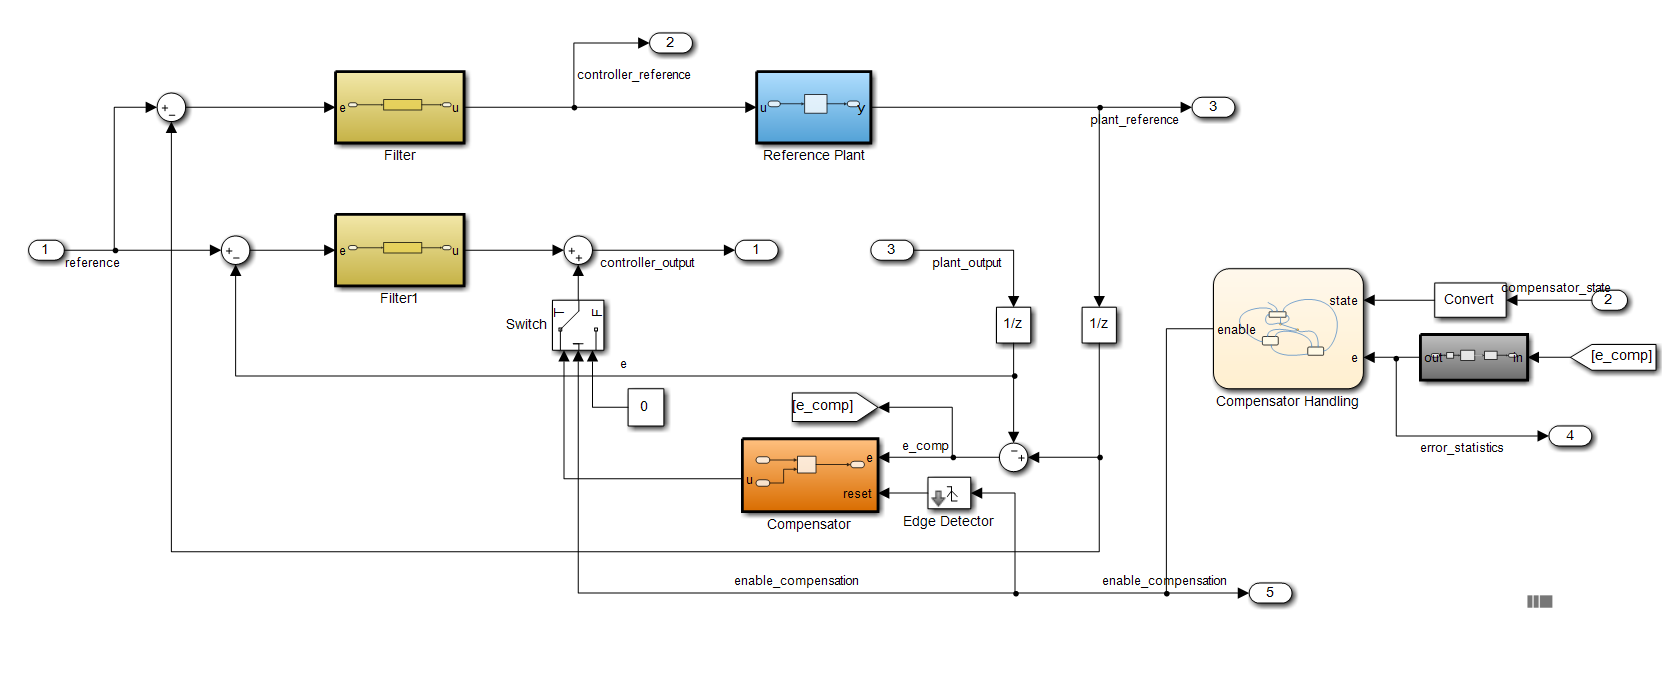 2
controller_reference
+
−
e
u
Filter
u
y
Reference Plant
3
plant_reference
1
reference
+
−
e
u
Filter1
+
+
controller_output
1
3
plant_output
Switch
T
F
1/z
1/z
e
0
[e_comp]
e_comp
−
+
e
u
reset
Compensator
Edge Detector
enable_compensation
enable_compensation
5
state
enable
e
Compensator Handling
Convert
compensator_state
2
out
in
[e_comp]
error_statistics
4